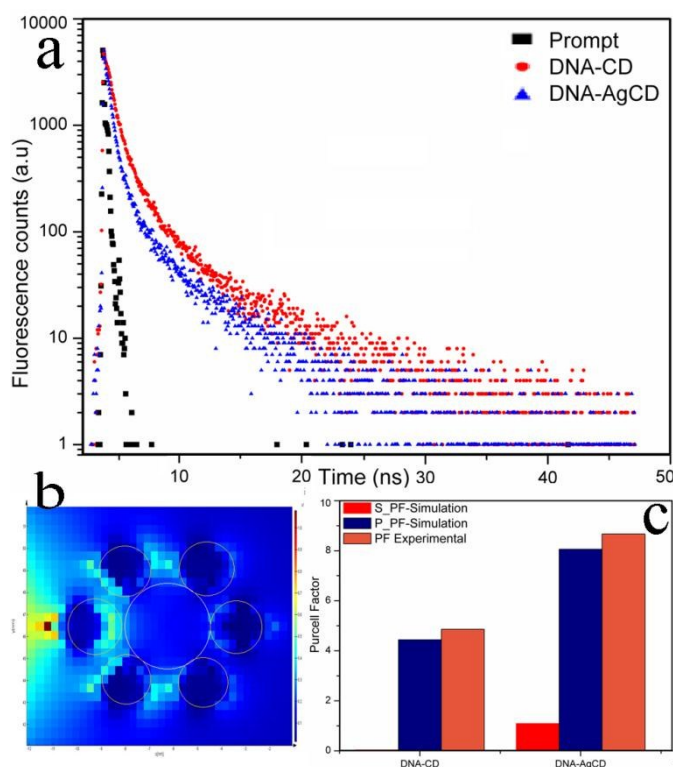 a
10000
1000
100
10
1
Fluorescence counts (a.u)
Prompt
DNA-CD
DNA-AgCD
10
20
30
40
50
Time (ns)
b
c
S_PF-Simulation
P_PF-Simulation
PF Experimental
10
8
6
4
2
0
Purcell Factor
DNA-CD
DNA-AgCD